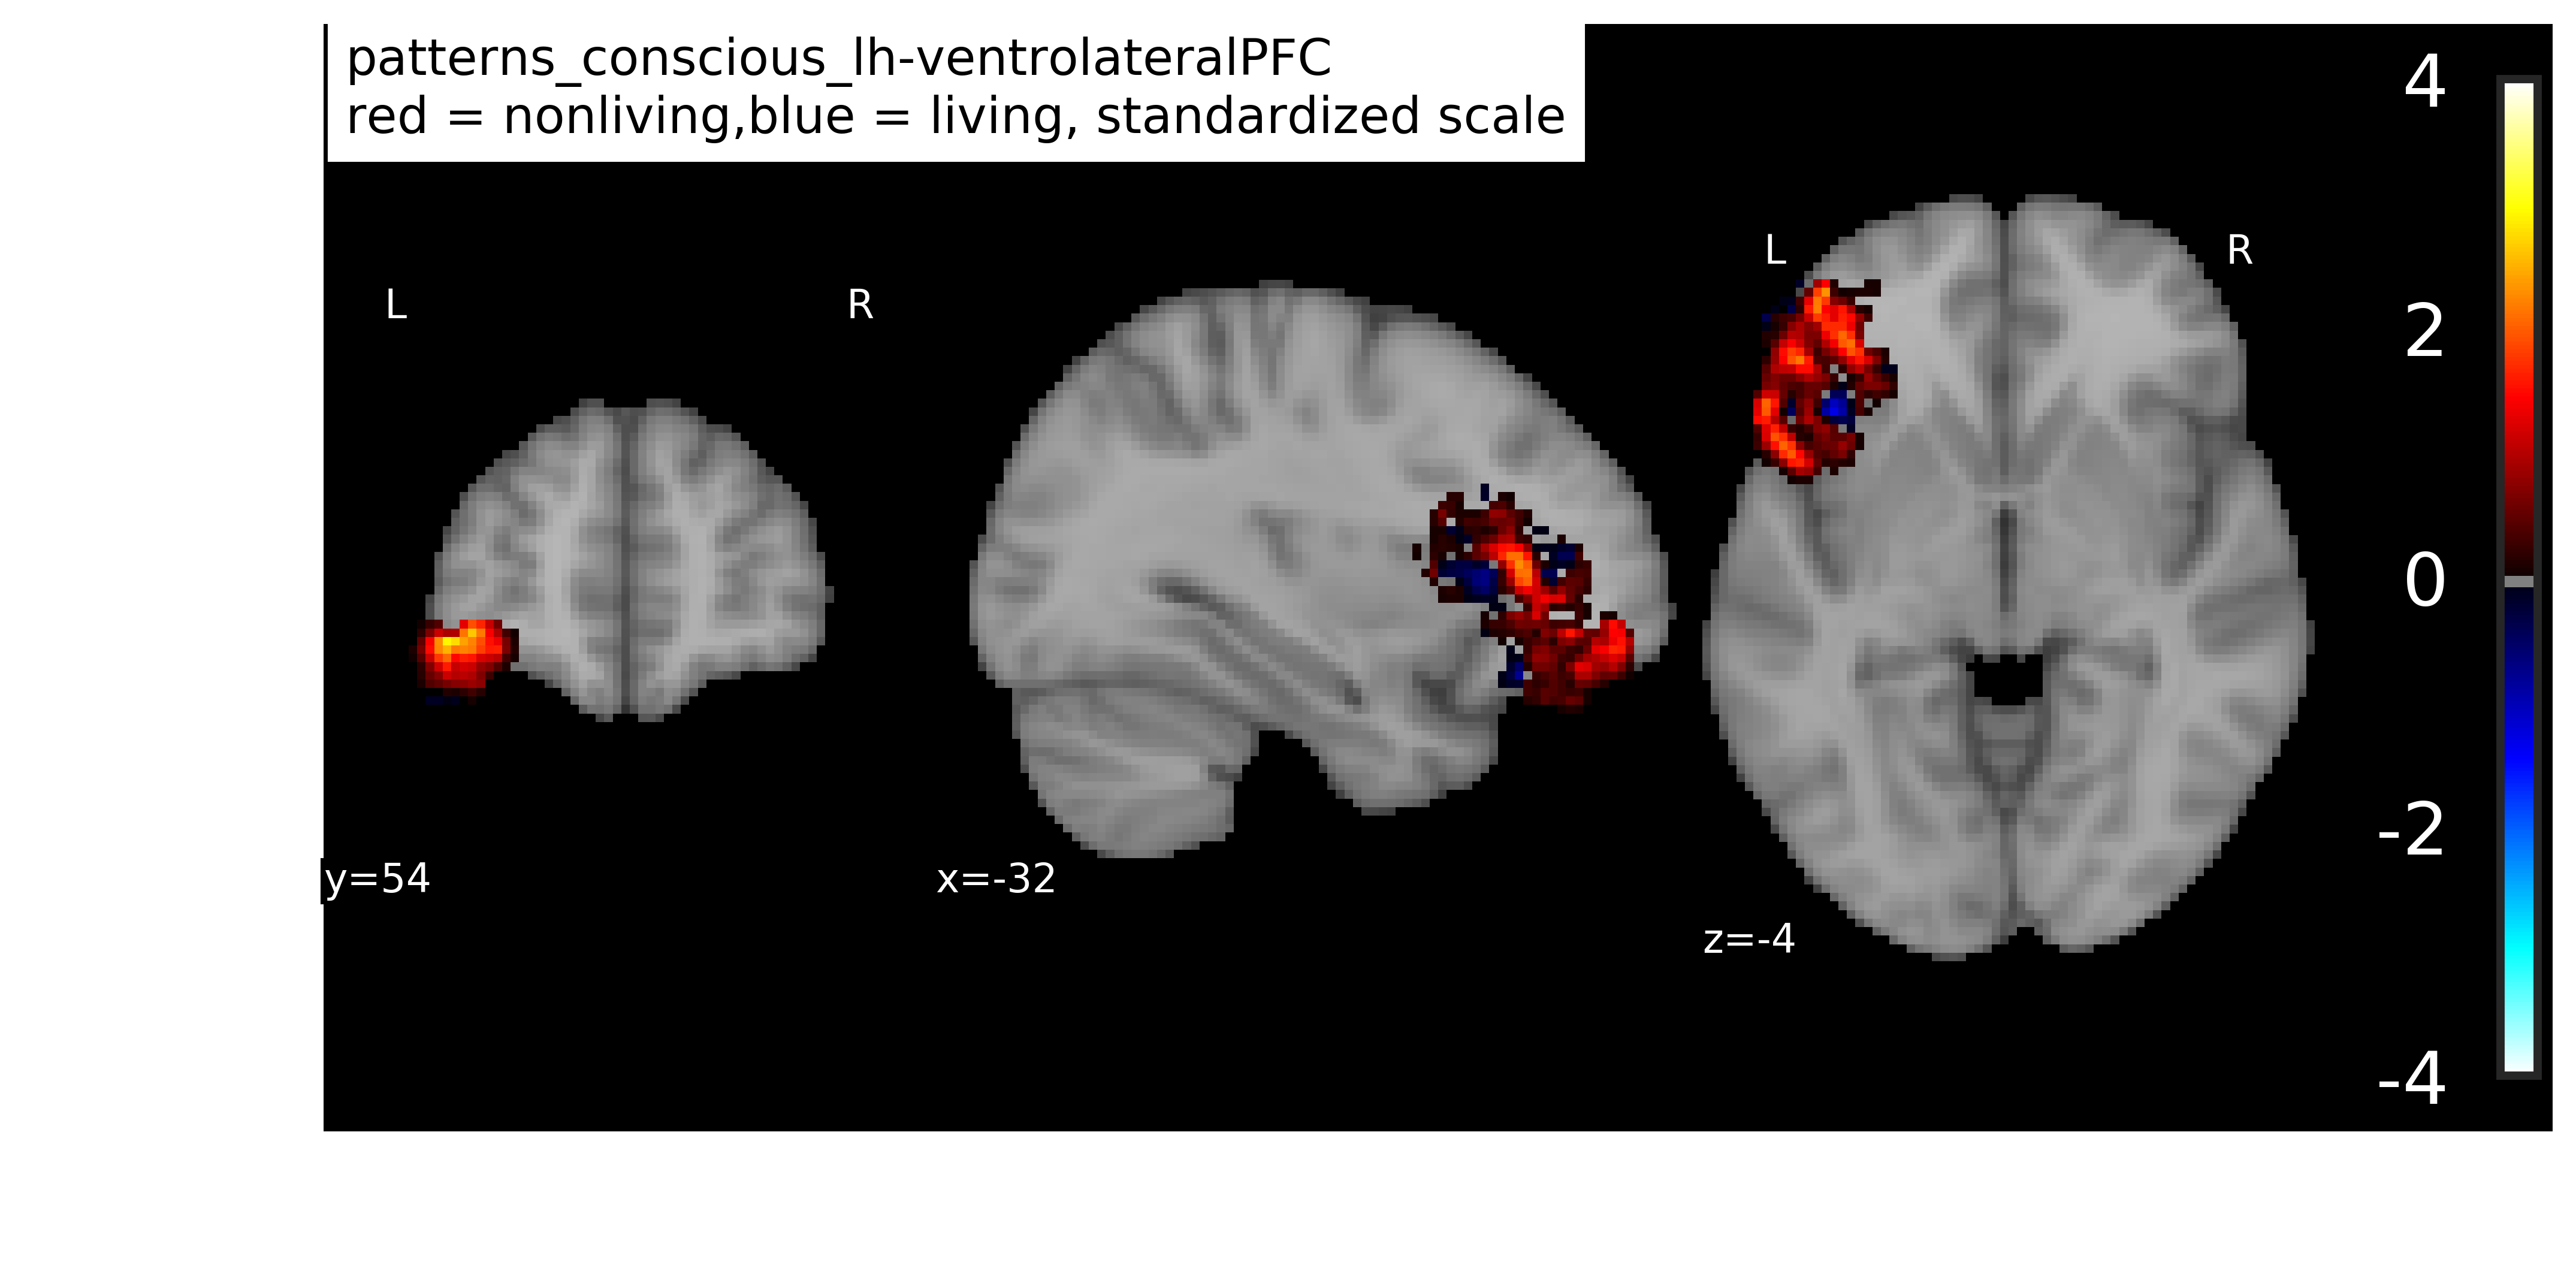 patterns_conscious_lh-ventrolateralPFC
red = nonliving,blue = living, standardized scale
L
R
L
R
y=54
x=-32
z=-4
4
2
0
-2
-4